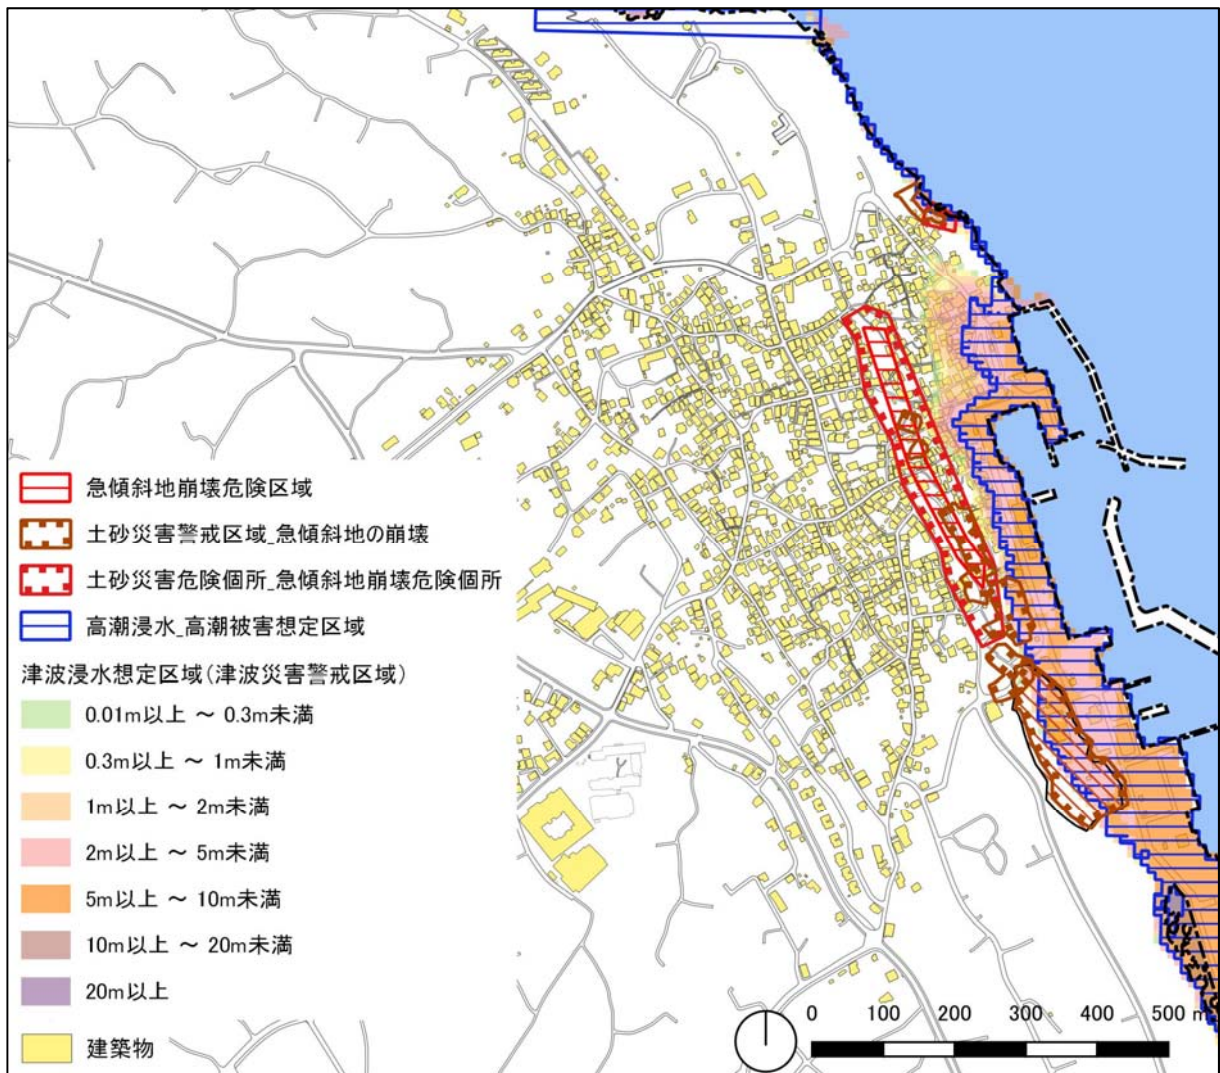 急傾斜地崩壊危険区域
土砂災害警戒区域_急傾斜地の崩壊
土砂災害危険個所_急傾斜地崩壊危険個所
高潮浸水_高潮被害想定区域
津波浸水想定区域(津波災害警戒区域)
0.01m以上 ～ 0.3m未満
0.3m以上 ～ 1m未満
1m以上 ～ 2m未満
2m以上 ～ 5m未満
5m以上 ～ 10m未満
10m以上 ～ 20m未満
20m以上
建築物
0 100 200 300 400 500 m